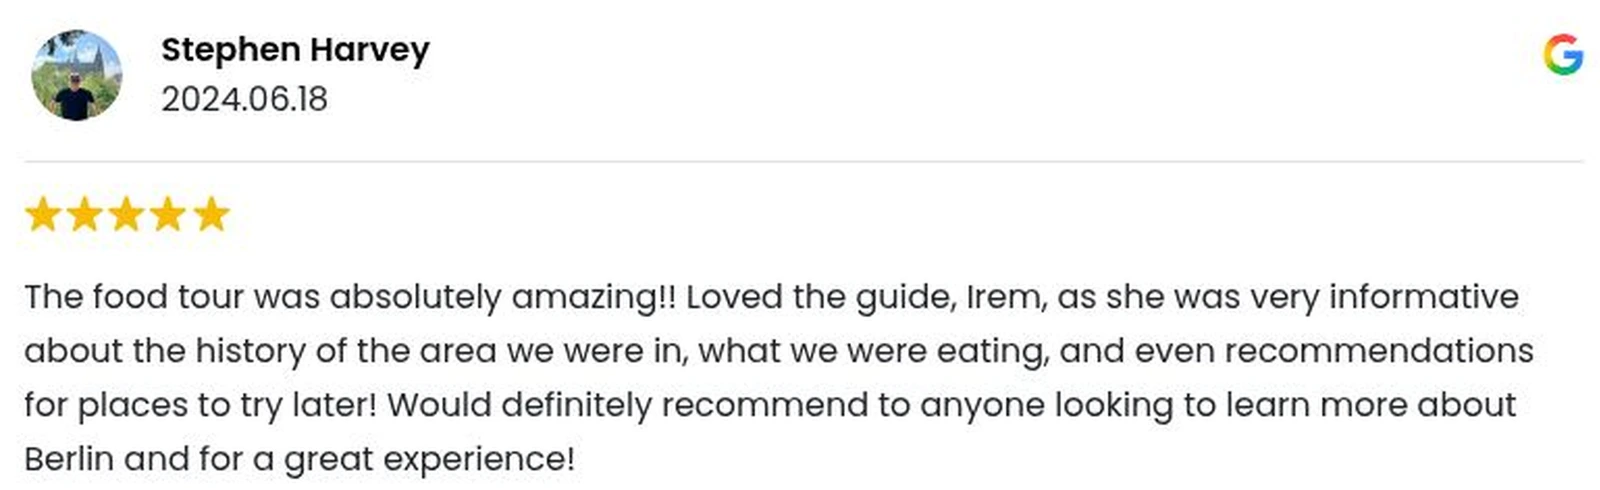 Stephen Harvey
2024.06.18
The food tour was absolutely amazing!! Loved the guide, Irem, as she was very informative
about the history of the area we were in, what we were eating, and even recommendations
for places to try later! Would definitely recommend to anyone looking to learn more about
Berlin and for a great experience!